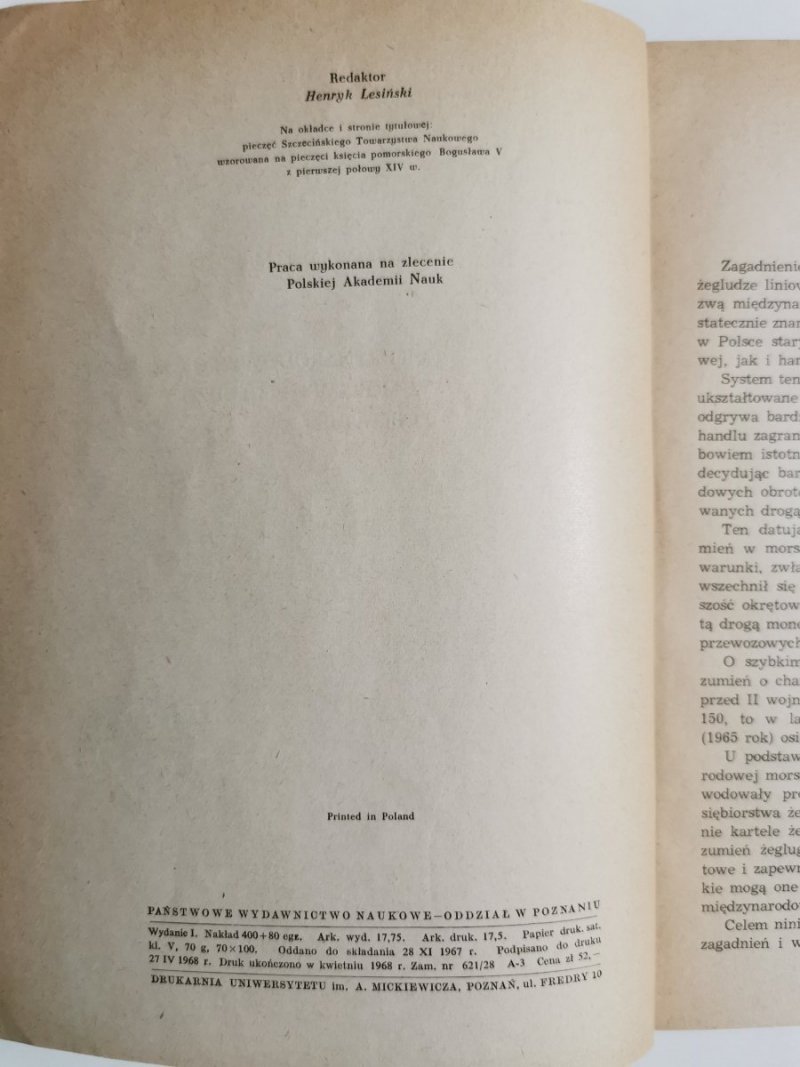 Redaktor
Henryk Lesiński
Na okładce i stronie tytułowej:
pieczęć Szczecińskiego Towarzystwa Naukowego
wzorowana na pieczęci księcia pomorskiego Bogusława V
z pierwszej połowy XIV w.
Praca wykonana na zlecenie
Polskiej Akademii Nauk
Printed in Poland
PAŃSTWOWE WYDAWNICTWO NAUKOWE—ODDZIAŁ W POZNANIU
Wydanie I. Nakład 400+80 egz. Ark. wyd. 17,75. Ark. druk. 17,5. Papier druk. sat.
kl. V, 70 g, 70×100. Oddano do składania 28 XI 1967 r. Podpisano do druku
27 IV 1968 r. Druk ukończono w kwietniu 1968 r. Zam. nr 621/28 A-3 Cena zł 52,—
DRUKARNIA UNIWERSYTETU im. A. MICKIEWICZA, POZNAŃ, ul. FREDRY 10
Zagadnienie
żegludze liniow
zwą międzyna
statecznie znan
w Polsce star
wej, jak i han
System ten
ukształtowane
odgrywa bard
handlu zagran
bowiem istotn
decydując bar
dowych obrot
wanych drogą
Ten datują
mień w mors
warunki, zwła
wszechnił się
szość okrętow
tą drogą mono
przewozowych
O szybkim
zumień o cha
przed II wojn
150, to w la
(1965 rok) osi
U podstaw
rodowej mors
wodowały pr
siębiorstwa że
nie kartele że
zumień żeglug
towe i zapewn
kie mogą one
międzynarodo
Celem nini
zagadnień i w